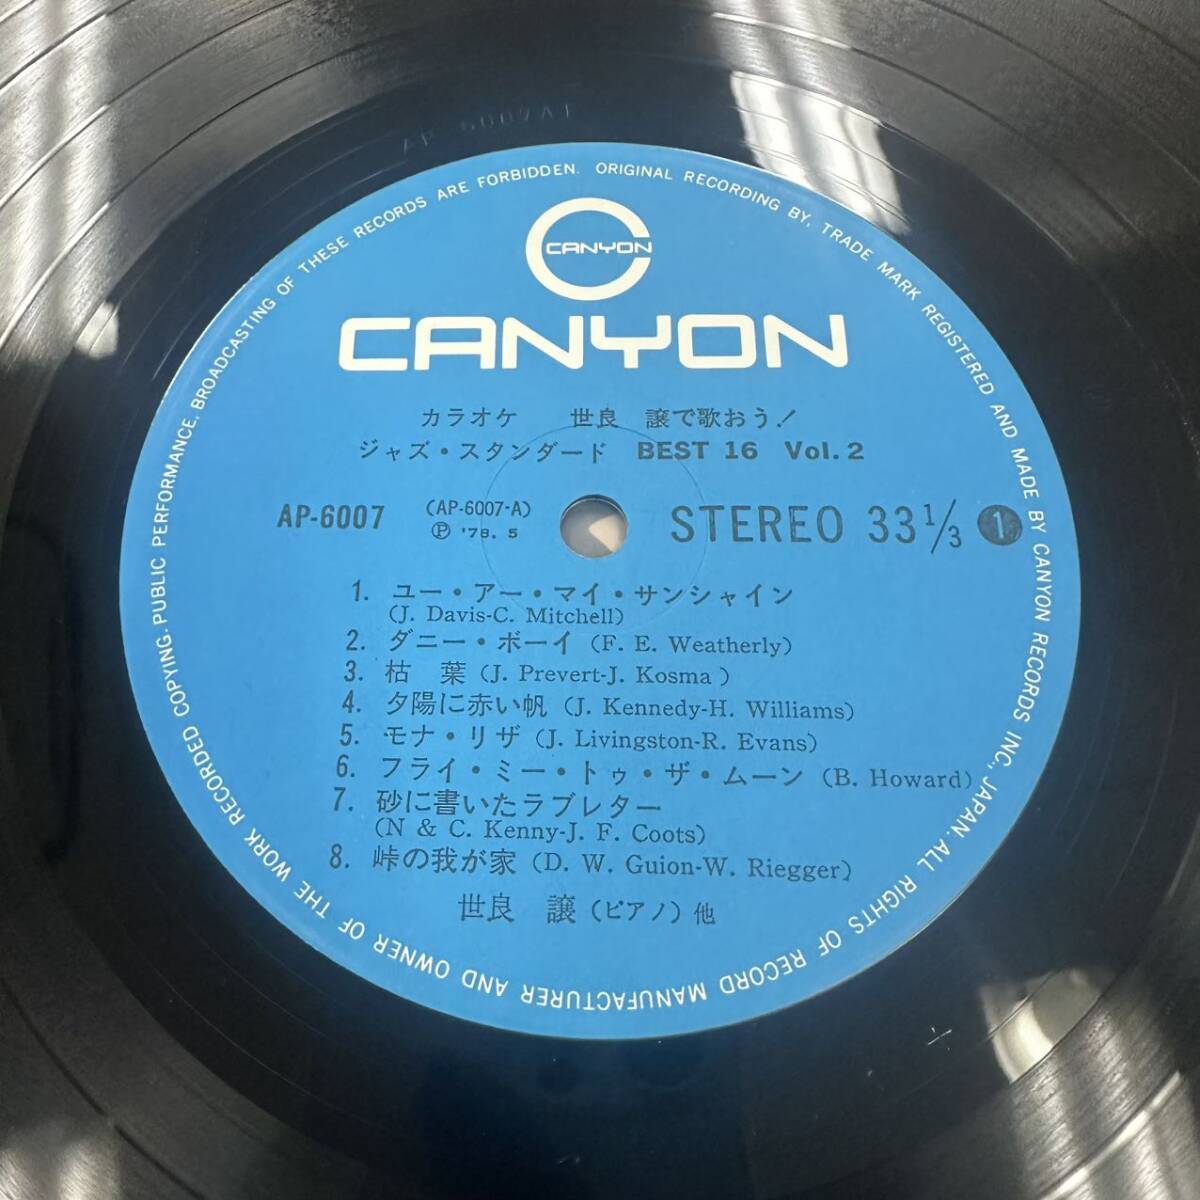 AP 6007A1
ORIGINAL RECORDING BY, TRADE MARK REGISTERED AND MADE BY CANYON RECORDS INC., JAPAN. ALL RIGHTS OF RECORD MANUFACTURER AND OWNER OF THE WORK RECORDED COPYING. PUBLIC PERFORMANCE. BROADCASTING OF THESE RECORDS ARE FORBIDDEN.
CANYON
CANYON
カラオケ 世良 譲で歌おう!
ジャズ・スタンダード BEST 16 Vol. 2
AP-6007 (AP-6007-A) STEREO 33 1/3 1
Ⓟ '78. 5
1. ユー・アー・マイ・サンシャイン
(J. Davis-C. Mitchell)
2. ダニー・ボーイ (F. E. Weatherly)
3. 枯 葉 (J. Prevert-J. Kosma)
4. 夕陽に赤い帆 (J. Kennedy-H. Williams)
5. モナ・リザ (J. Livingston-R. Evans)
6. フライ・ミー・トゥ・ザ・ムーン (B. Howard)
7. 砂に書いたラブレター
(N & C. Kenny-J. F. Coots)
8. 峠の我が家 (D. W. Guion-W. Riegger)
世良 譲 (ピアノ) 他